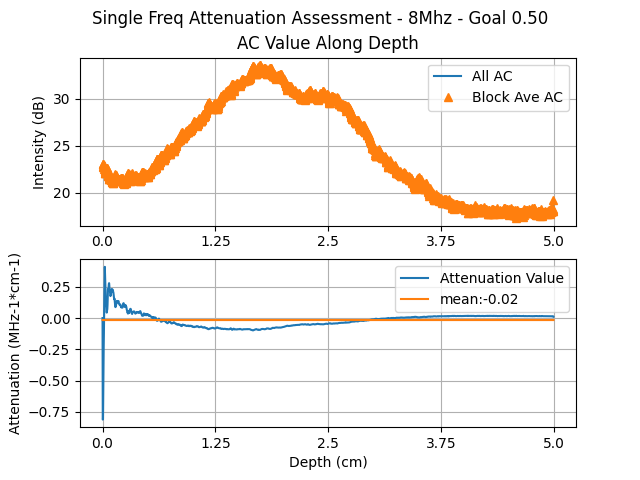 Single Freq Attenuation Assessment - 8Mhz - Goal 0.50
AC Value Along Depth
Intensity (dB)
30
25
20
All AC
Block Ave AC
0.0 1.25 2.5 3.75 5.0
Attenuation (MHz-1*cm-1)
0.25
0.00
−0.25
−0.50
−0.75
Attenuation Value
mean:-0.02
0.0 1.25 2.5 3.75 5.0
Depth (cm)